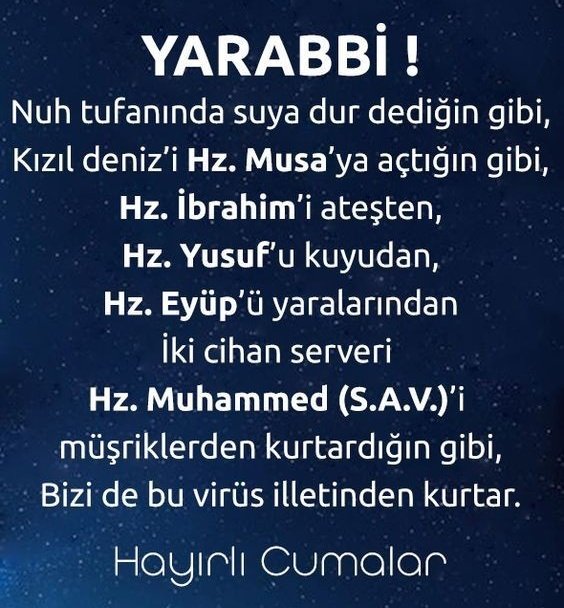 YARABBİ !
Nuh tufanında suya dur dediğin gibi,
Kızıl deniz’i Hz. Musa’ya açtığın gibi,
Hz. İbrahim’i ateşten,
Hz. Yusuf’u kuyudan,
Hz. Eyüp’ü yaralarından
İki cihan serveri
Hz. Muhammed (S.A.V.)’i
müşriklerden kurtardığın gibi,
Bizi de bu virüs illetinden kurtar.
Hayırlı Cumalar